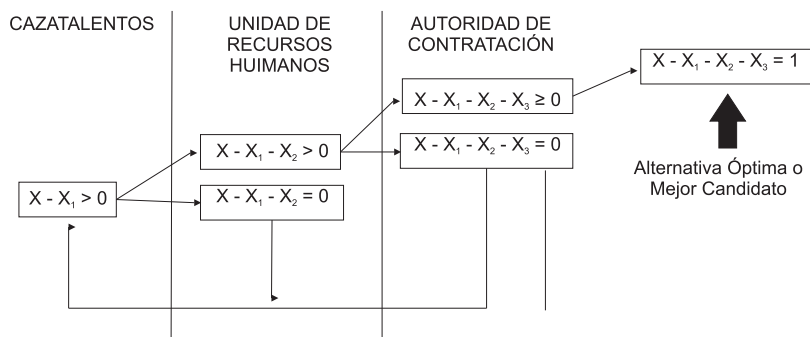 CAZATALENTOS
UNIDAD DE
RECURSOS
HUIMANOS
AUTORIDAD DE
CONTRATACIÓN
X - X₁ > 0
X - X₁ - X₂ > 0
X - X₁ - X₂ = 0
X - X₁ - X₂ - X₃ ≥ 0
X - X₁ - X₂ - X₃ = 0
X - X₁ - X₂ - X₃ = 1
Alternativa Óptima o
Mejor Candidato